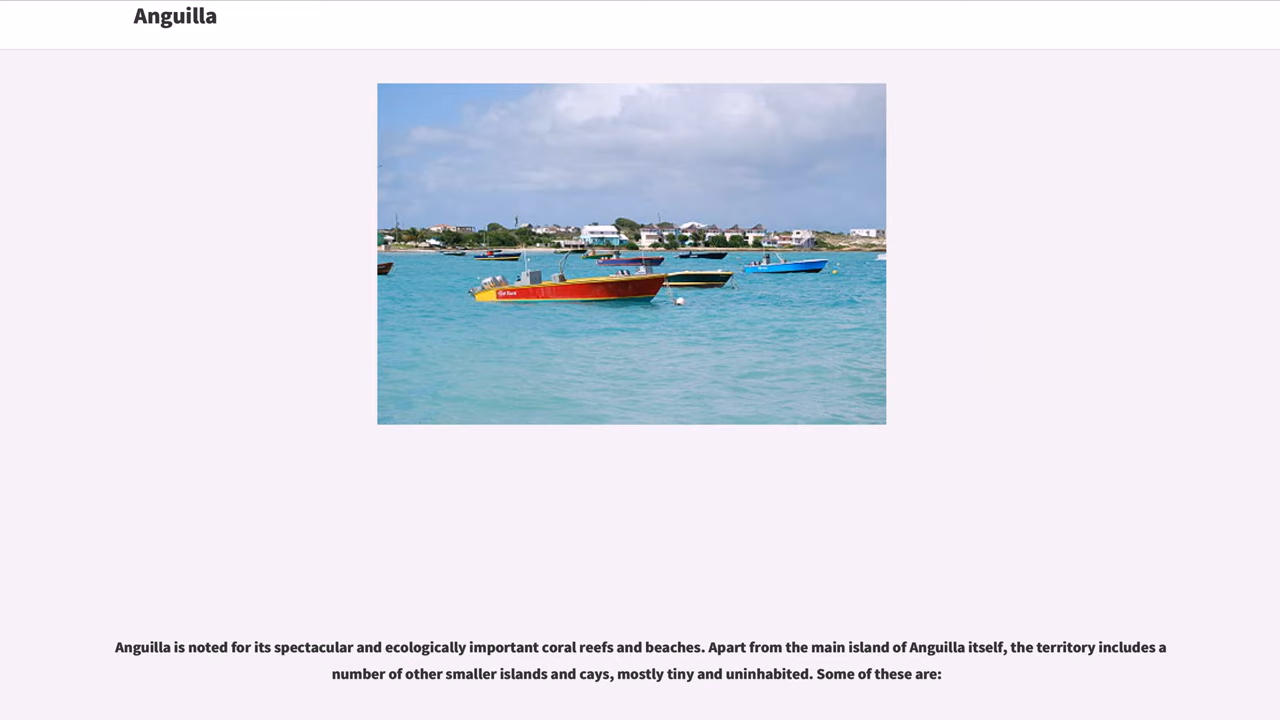 Anguilla
Anguilla is noted for its spectacular and ecologically important coral reefs and beaches. Apart from the main island of Anguilla itself, the territory includes a
number of other smaller islands and cays, mostly tiny and uninhabited. Some of these are: